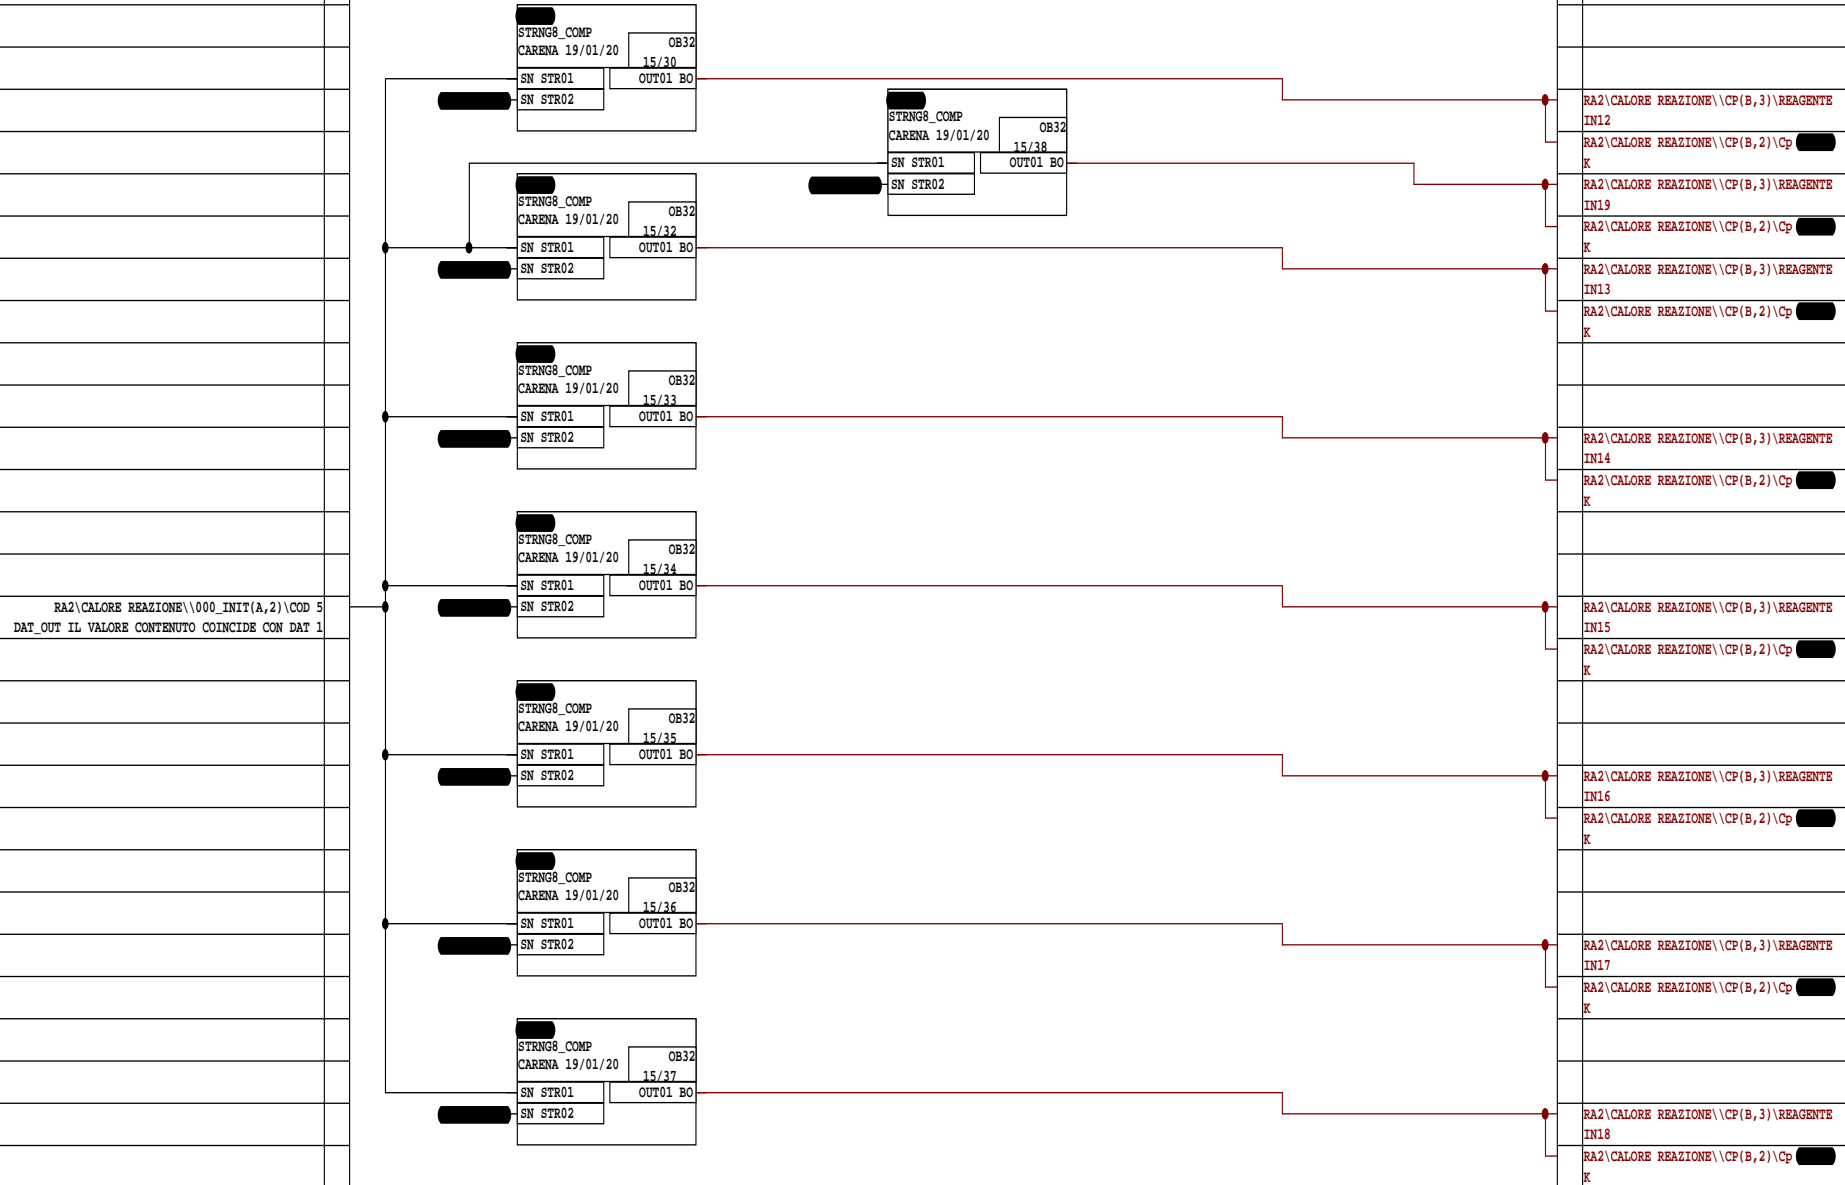 RA2\CALORE REAZIONE\\000_INIT(A,2)\COD 5
DAT_OUT IL VALORE CONTENUTO COINCIDE CON DAT 1
STRNG8_COMP
CARENA 19/01/20
OB32
15/30
SN STR01
OUT01 BO
SN STR02
STRNG8_COMP
CARENA 19/01/20
OB32
15/32
SN STR01
OUT01 BO
SN STR02
STRNG8_COMP
CARENA 19/01/20
OB32
15/33
SN STR01
OUT01 BO
SN STR02
STRNG8_COMP
CARENA 19/01/20
OB32
15/34
SN STR01
OUT01 BO
SN STR02
STRNG8_COMP
CARENA 19/01/20
OB32
15/35
SN STR01
OUT01 BO
SN STR02
STRNG8_COMP
CARENA 19/01/20
OB32
15/36
SN STR01
OUT01 BO
SN STR02
STRNG8_COMP
CARENA 19/01/20
OB32
15/37
SN STR01
OUT01 BO
SN STR02
STRNG8_COMP
CARENA 19/01/20
OB32
15/38
SN STR01
OUT01 BO
SN STR02
RA2\CALORE REAZIONE\\CP(B,3)\REAGENTE
IN12
RA2\CALORE REAZIONE\\CP(B,2)\Cp
K
RA2\CALORE REAZIONE\\CP(B,3)\REAGENTE
IN19
RA2\CALORE REAZIONE\\CP(B,2)\Cp
K
RA2\CALORE REAZIONE\\CP(B,3)\REAGENTE
IN13
RA2\CALORE REAZIONE\\CP(B,2)\Cp
K
RA2\CALORE REAZIONE\\CP(B,3)\REAGENTE
IN14
RA2\CALORE REAZIONE\\CP(B,2)\Cp
K
RA2\CALORE REAZIONE\\CP(B,3)\REAGENTE
IN15
RA2\CALORE REAZIONE\\CP(B,2)\Cp
K
RA2\CALORE REAZIONE\\CP(B,3)\REAGENTE
IN16
RA2\CALORE REAZIONE\\CP(B,2)\Cp
K
RA2\CALORE REAZIONE\\CP(B,3)\REAGENTE
IN17
RA2\CALORE REAZIONE\\CP(B,2)\Cp
K
RA2\CALORE REAZIONE\\CP(B,3)\REAGENTE
IN18
RA2\CALORE REAZIONE\\CP(B,2)\Cp
K